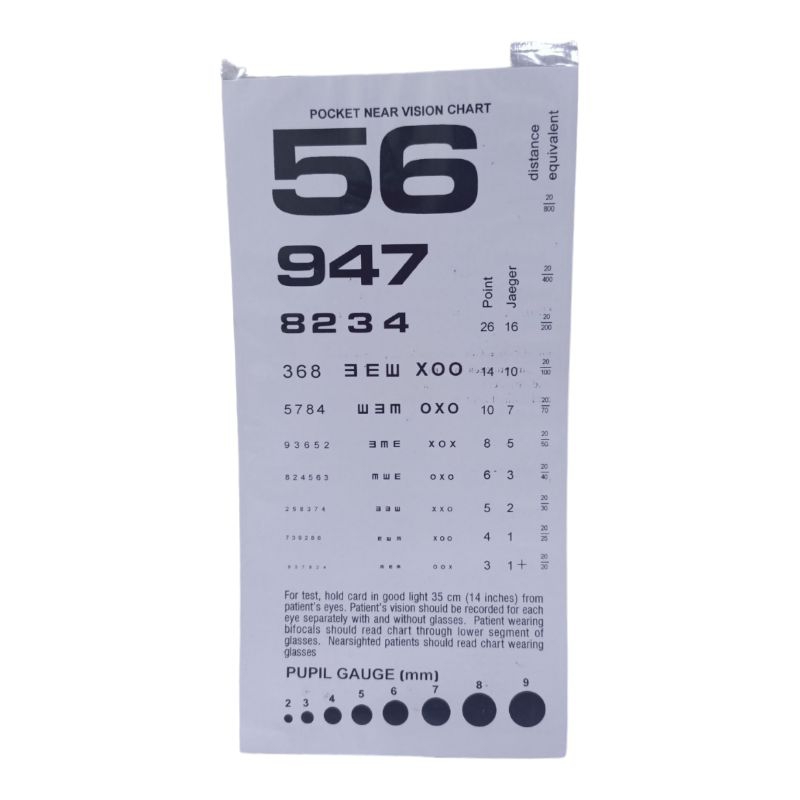 POCKET NEAR VISION CHART
distance equivalent
56
20/800
947
20/400
Point Jaeger
8234 26 16 20/200
368 ƎEШ XOO 14 10 20/100
5784 ШƎm OXO 10 7 20/70
93652 ƎmE XOX 8 5 20/50
824563 mШE OXO 6 3 20/40
XXO 5 2 20/30
XOO 4 1 20/25
OOX 3 1+ 20/20
For test, hold card in good light 35 cm (14 inches) from
patient's eyes. Patient's vision should be recorded for each
eye separately with and without glasses. Patient wearing
bifocals should read chart through lower segment of
glasses. Nearsighted patients should read chart wearing
glasses
PUPIL GAUGE (mm)
2 3 4 5 6 7 8 9